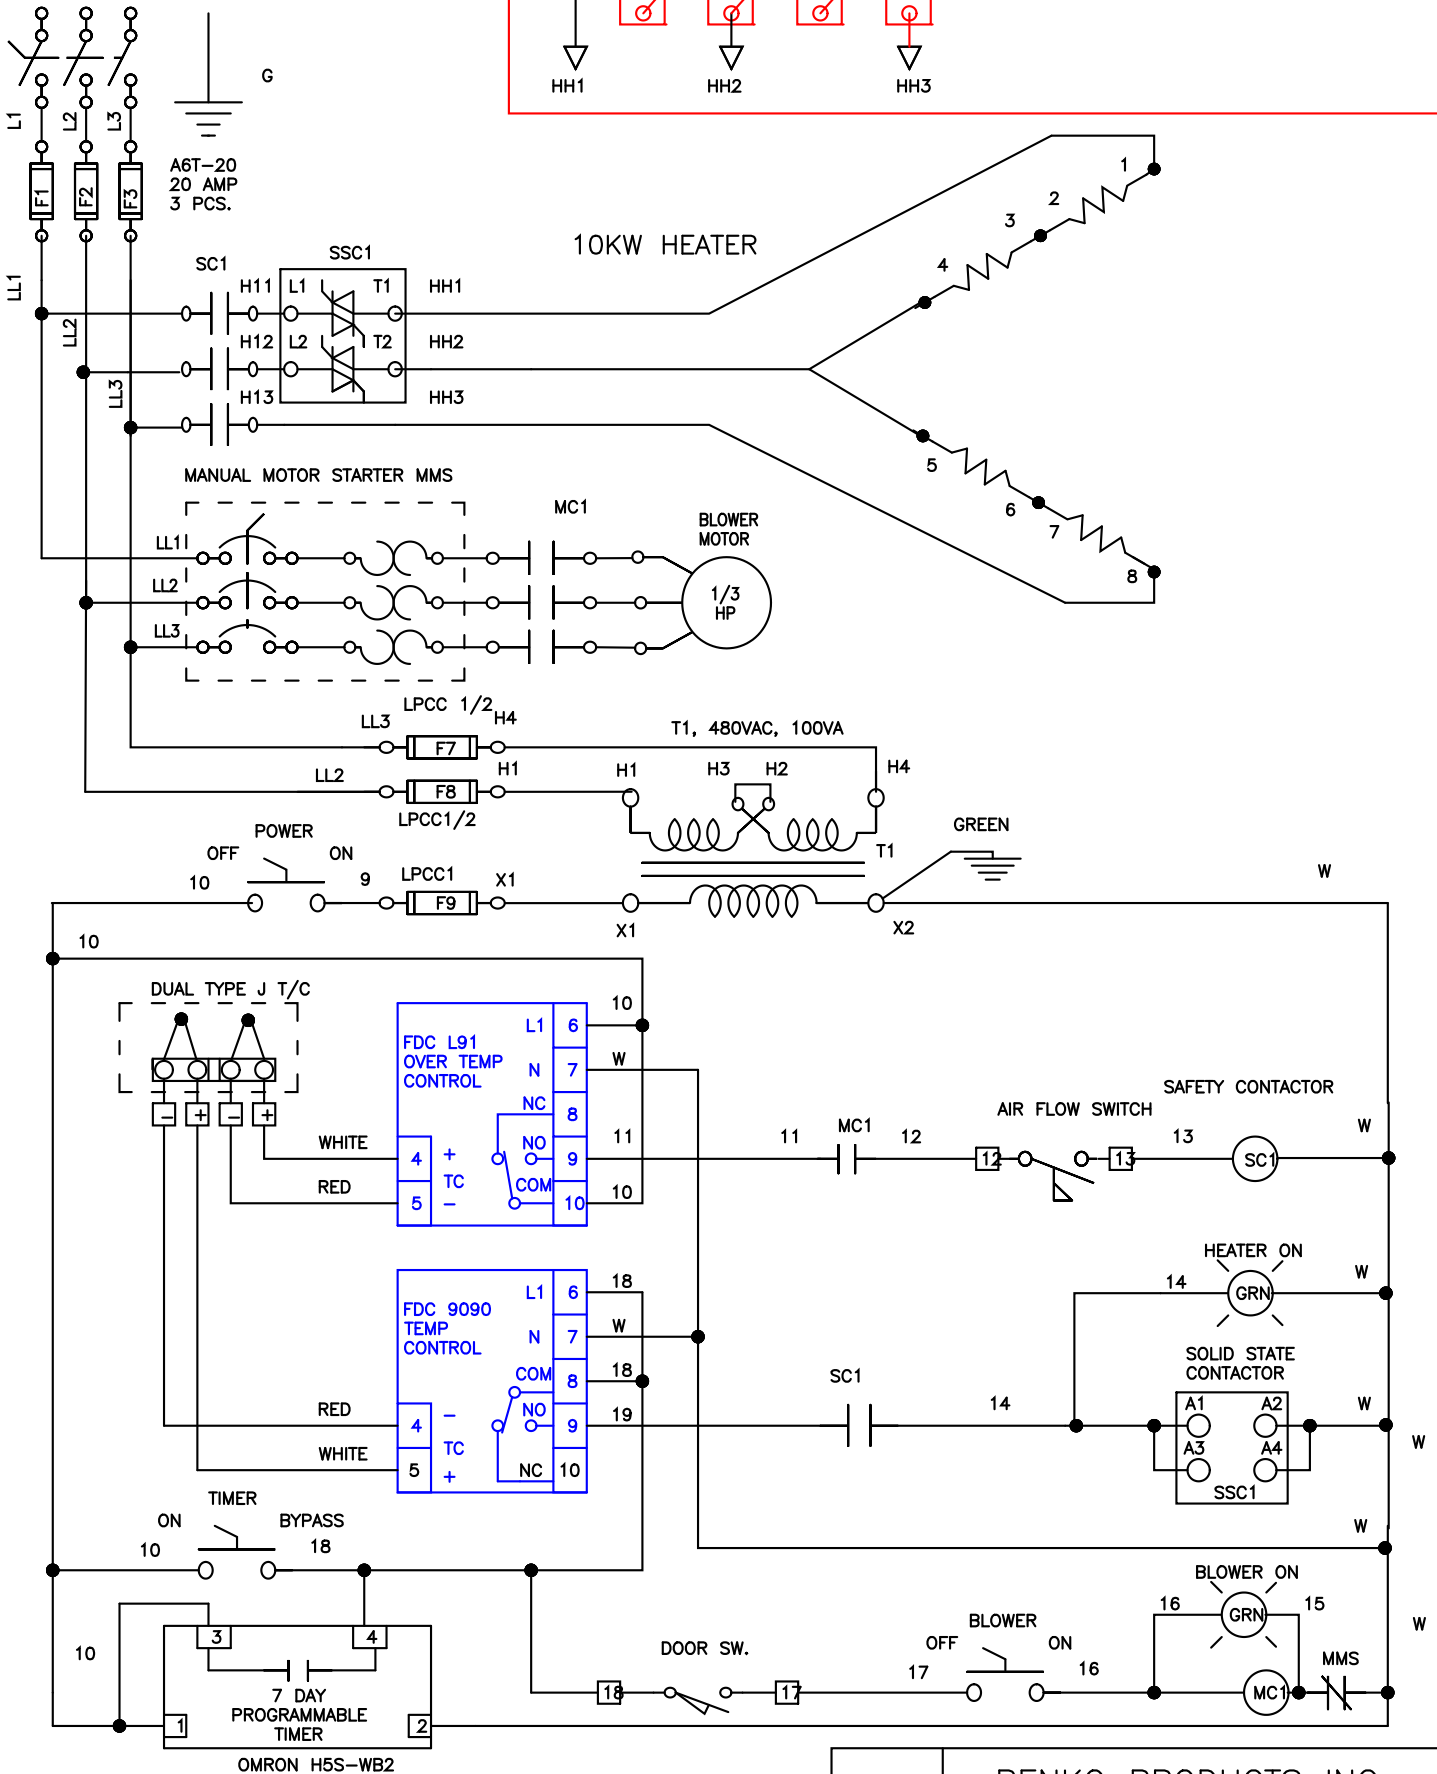 HH1 HH2 HH3
G
L1 L2 L3
A6T-20
20 AMP
3 PCS.
F1 F2 F3
1
2
3
4
10KW HEATER
SC1 SSC1
LL1
H11 L1 T1 HH1
LL2
H12 L2 T2 HH2
LL3
H13 HH3
5
6
7
8
MANUAL MOTOR STARTER MMS
MC1
BLOWER
MOTOR
LL1
LL2
LL3
1/3
HP
LPCC 1/2
LL3 F7 H4
T1, 480VAC, 100VA
LL2 F8 H1
LPCC1/2
H1 H3 H2 H4
T1
GREEN
POWER
OFF ON
10 9
LPCC1
F9 X1
X1 X2
W
10
DUAL TYPE J T/C
- + - +
FDC L91
OVER TEMP
CONTROL
L1 6 10
N 7 W
NC 8
NO 9 11
COM 10 10
WHITE 4 +
TC
RED 5 -
11 MC1 12
AIR FLOW SWITCH
12 13
13
SAFETY CONTACTOR
SC1
W
FDC 9090
TEMP
CONTROL
L1 6 18
N 7 W
COM 8 18
NO 9 19
NC 10
RED 4 -
TC
WHITE 5 +
SC1
14
HEATER ON
14 GRN W
SOLID STATE
CONTACTOR
A1 A2 W
A3 A4
SSC1
W
W
TIMER
ON BYPASS
10 18
10
3 4
7 DAY
PROGRAMMABLE
TIMER
1 2
OMRON H5S-WB2
DOOR SW.
18 17
BLOWER
OFF ON
17 16
BLOWER ON
16 GRN 15
W
MMS
MC1
PENKO PRODUCTS INC